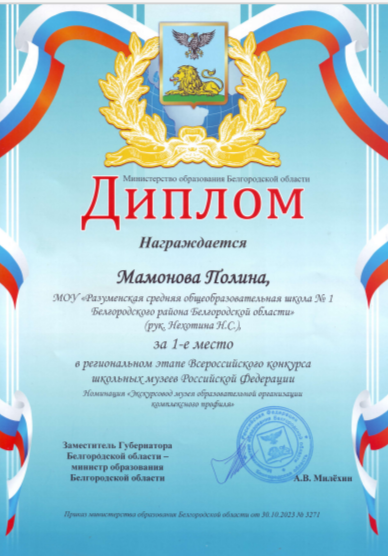 Министерство образования Белгородской области
Диплом
Награждается
Мамонова Полина,
МОУ «Разуменская средняя общеобразовательная школа № 1
Белгородского района Белгородской области»
(рук. Нехотина Н.С.),
за 1-е место
в региональном этапе Всероссийского конкурса
школьных музеев Российской Федерации
Номинация «Экскурсовод музея образовательной организации
комплексного профиля»
Заместитель Губернатора
Белгородской области –
министр образования
Белгородской области
А.В. Милёхин
Приказ министерства образования Белгородской области от 30.10.2023 № 3271